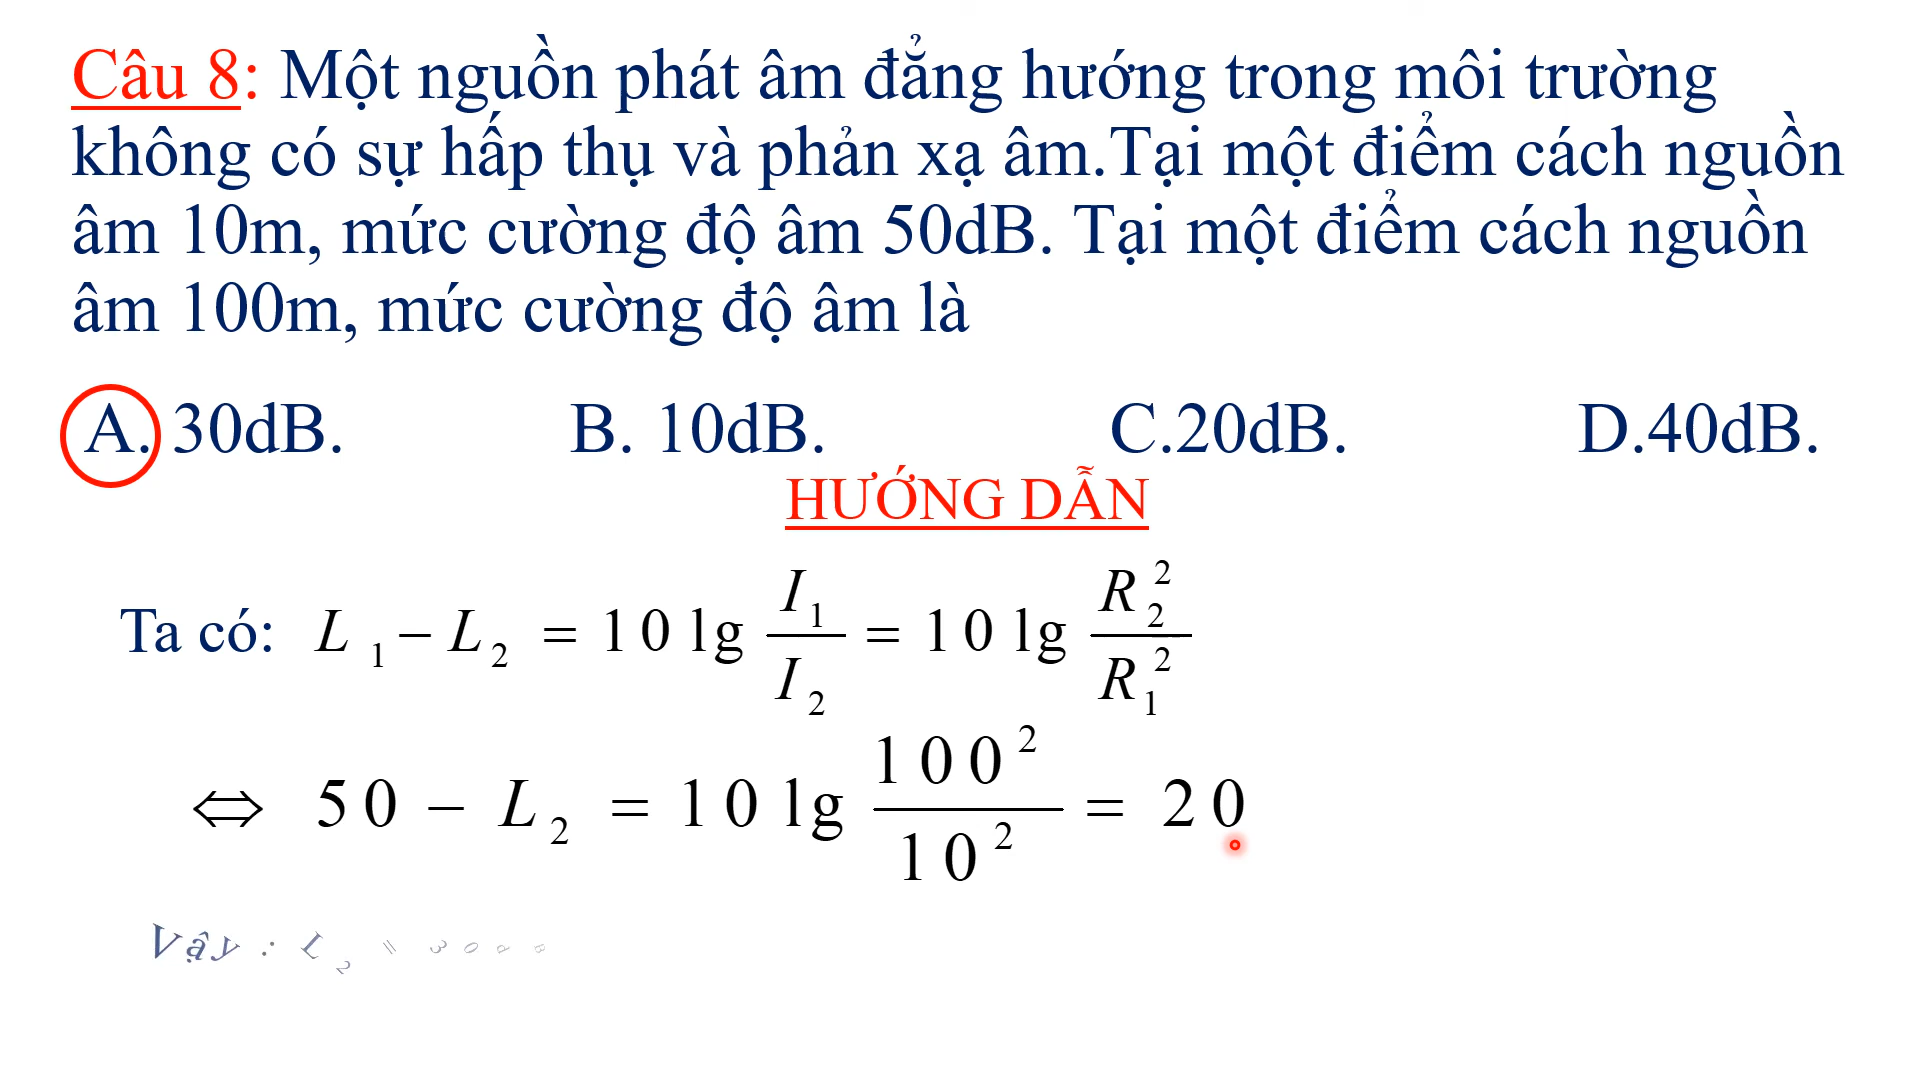 Câu 8: Một nguồn phát âm đẳng hướng trong môi trường
không có sự hấp thụ và phản xạ âm.Tại một điểm cách nguồn
âm 10m, mức cường độ âm 50dB. Tại một điểm cách nguồn
âm 100m, mức cường độ âm là
A. 30dB. B. 10dB. C.20dB. D.40dB.
HƯỚNG DẪN
Ta có: L₁ − L₂ = 10 lg I₁/I₂ = 10 lg R₂²/R₁²
⇔ 50 − L₂ = 10 lg 100²/10² = 20
Vậy : L₂ = 30dB